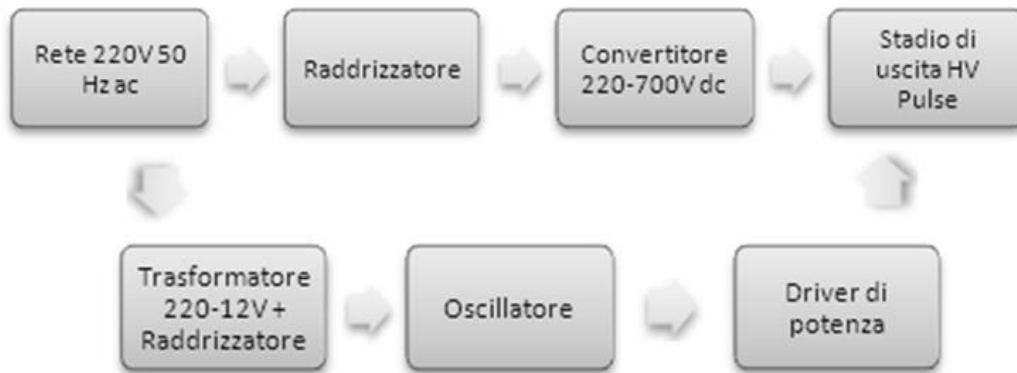 Rete 220V 50
Hz ac
Raddrizzatore
Convertitore
220-700V dc
Stadio di
uscita HV
Pulse
Trasformatore
220-12V +
Raddrizzatore
Oscillatore
Driver di
potenza